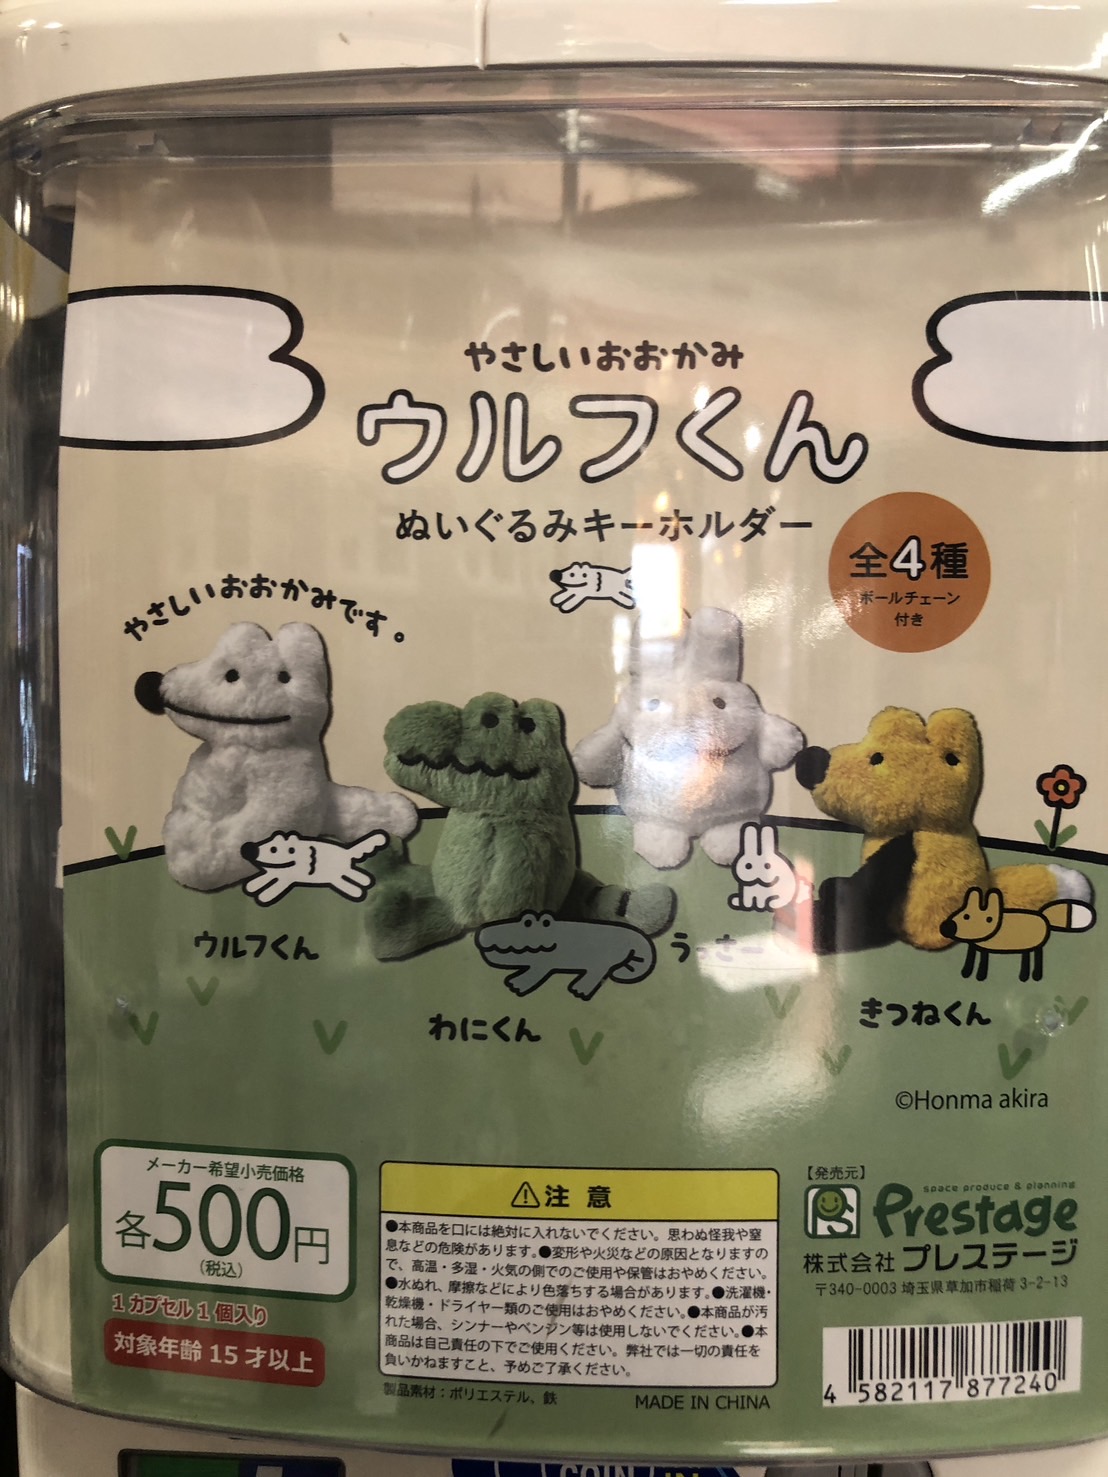 やさしいおおかみ
ウルフくん
ぬいぐるみキーホルダー
全4種
ボールチェーン
付き
やさしいおおかみです。
ウルフくん
わにくん
うっさー
きつねくん
©Honma akira
メーカー希望小売価格
各500円
(税込)
1カプセル1個入り
対象年齢15才以上
⚠注意
●本商品を口には絶対に入れないでください。思わぬ怪我や窒
息などの危険があります。●変形や火災などの原因となりますの
で、高温・多湿・火気の側でのご使用や保管はおやめください。
●水ぬれ、摩擦などにより色落ちする場合があります。●洗濯機・
乾燥機・ドライヤー類のご使用はおやめください。●本商品が汚
れた場合、シンナーやベンジン等は使用しないでください。●本
商品は自己責任の下でご使用ください。弊社では一切の責任を
負いかねますこと、予めご了承ください。
製品素材：ポリエステル、鉄
MADE IN CHINA
【発売元】
space produce & planning
Prestage
株式会社プレステージ
〒340-0003 埼玉県草加市稲荷3-2-13
4 582117 877240
COIN IN